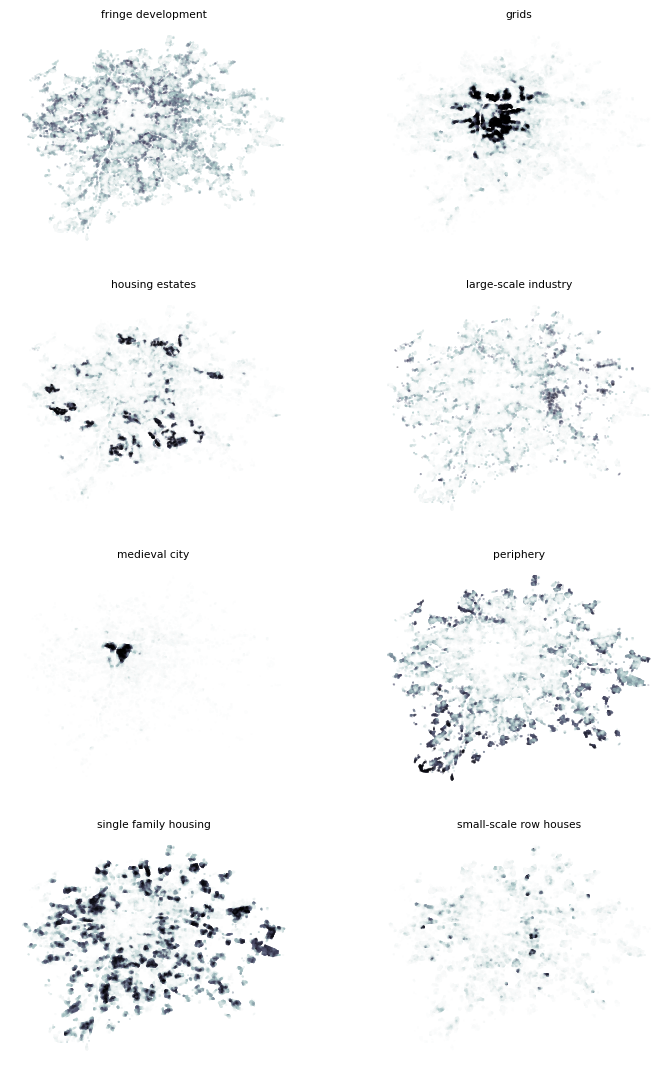 fringe development
grids
housing estates
large-scale industry
medieval city
periphery
single family housing
small-scale row houses